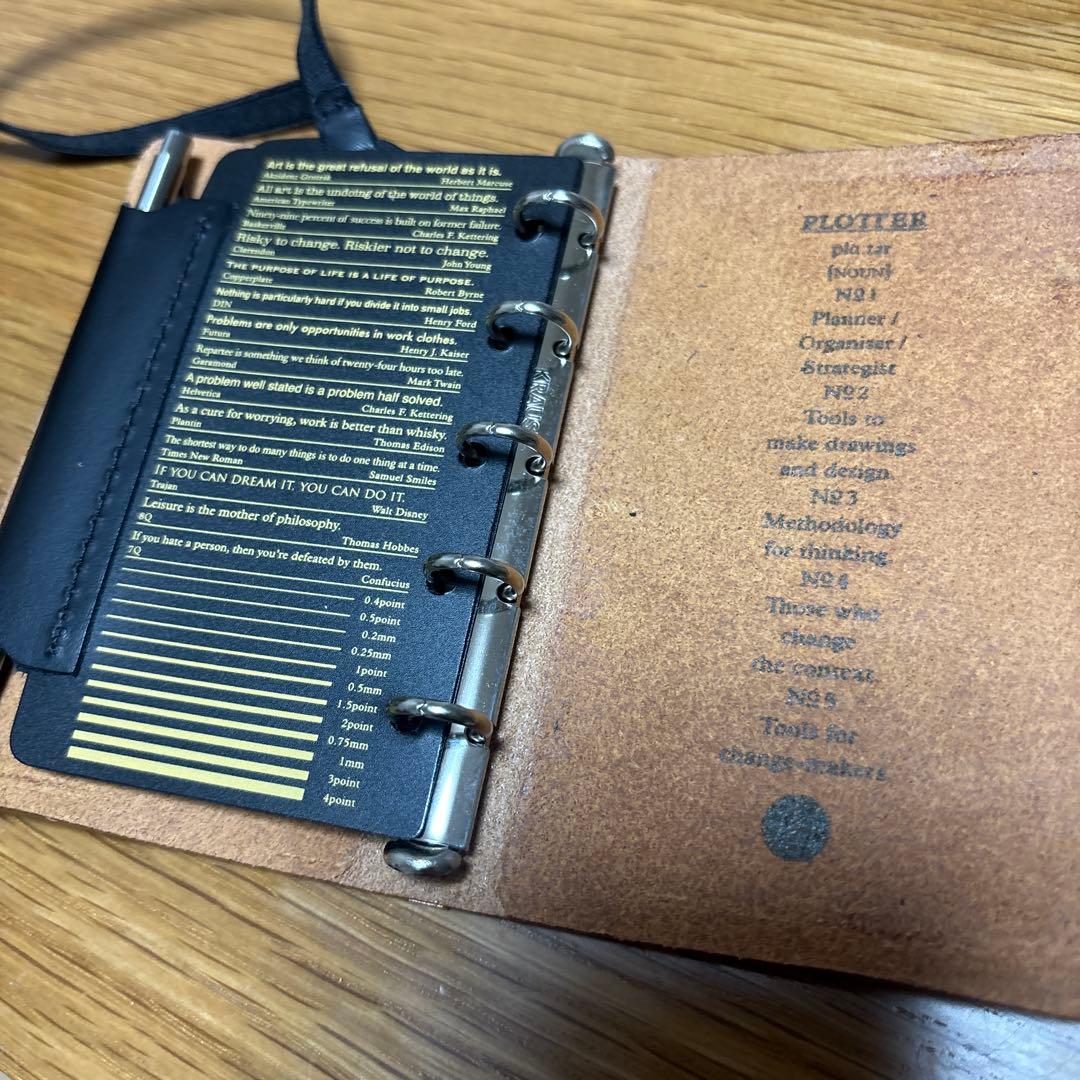 Art is the great refusal of the world as it is.
Akzidenz Grotesk Herbert Marcuse
All art is the undoing of the world of things.
American Typewriter Max Raphael
Ninety-nine percent of success is built on former failure.
Baskerville Charles F. Kettering
Risky to change. Riskier not to change.
Clarendon John Young
THE PURPOSE OF LIFE IS A LIFE OF PURPOSE.
Copperplate Robert Byrne
Nothing is particularly hard if you divide it into small jobs.
DIN Henry Ford
Problems are only opportunities in work clothes.
Futura Henry J. Kaiser
Repartee is something we think of twenty-four hours too late.
Garamond Mark Twain
A problem well stated is a problem half solved.
Helvetica Charles F. Kettering
As a cure for worrying, work is better than whisky.
Plantin Thomas Edison
The shortest way to do many things is to do one thing at a time.
Times New Roman Samuel Smiles
IF YOU CAN DREAM IT, YOU CAN DO IT.
Trajan Walt Disney
Leisure is the mother of philosophy.
8Q Thomas Hobbes
If you hate a person, then you're defeated by them.
7Q Confucius
0.4point
0.5point
0.2mm
0.25mm
1point
0.5mm
1.5point
2point
0.75mm
1mm
3point
4point
KRAUS
PLOTTER
plɑ tər
[NOUN]
№1
Planner /
Organiser /
Strategist
№2
Tools to
make drawings
and design.
№3
Methodology
for thinking
№4
Those who
change
the context.
№5
Tools for
change-makers